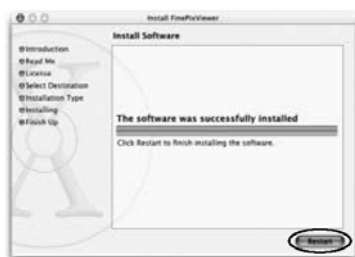 Install FinePixViewer
Install Software
Introduction
Read Me
License
Select Destination
Installation Type
Installing
Finish Up
The software was successfully installed
Click Restart to finish installing the software.
Restart